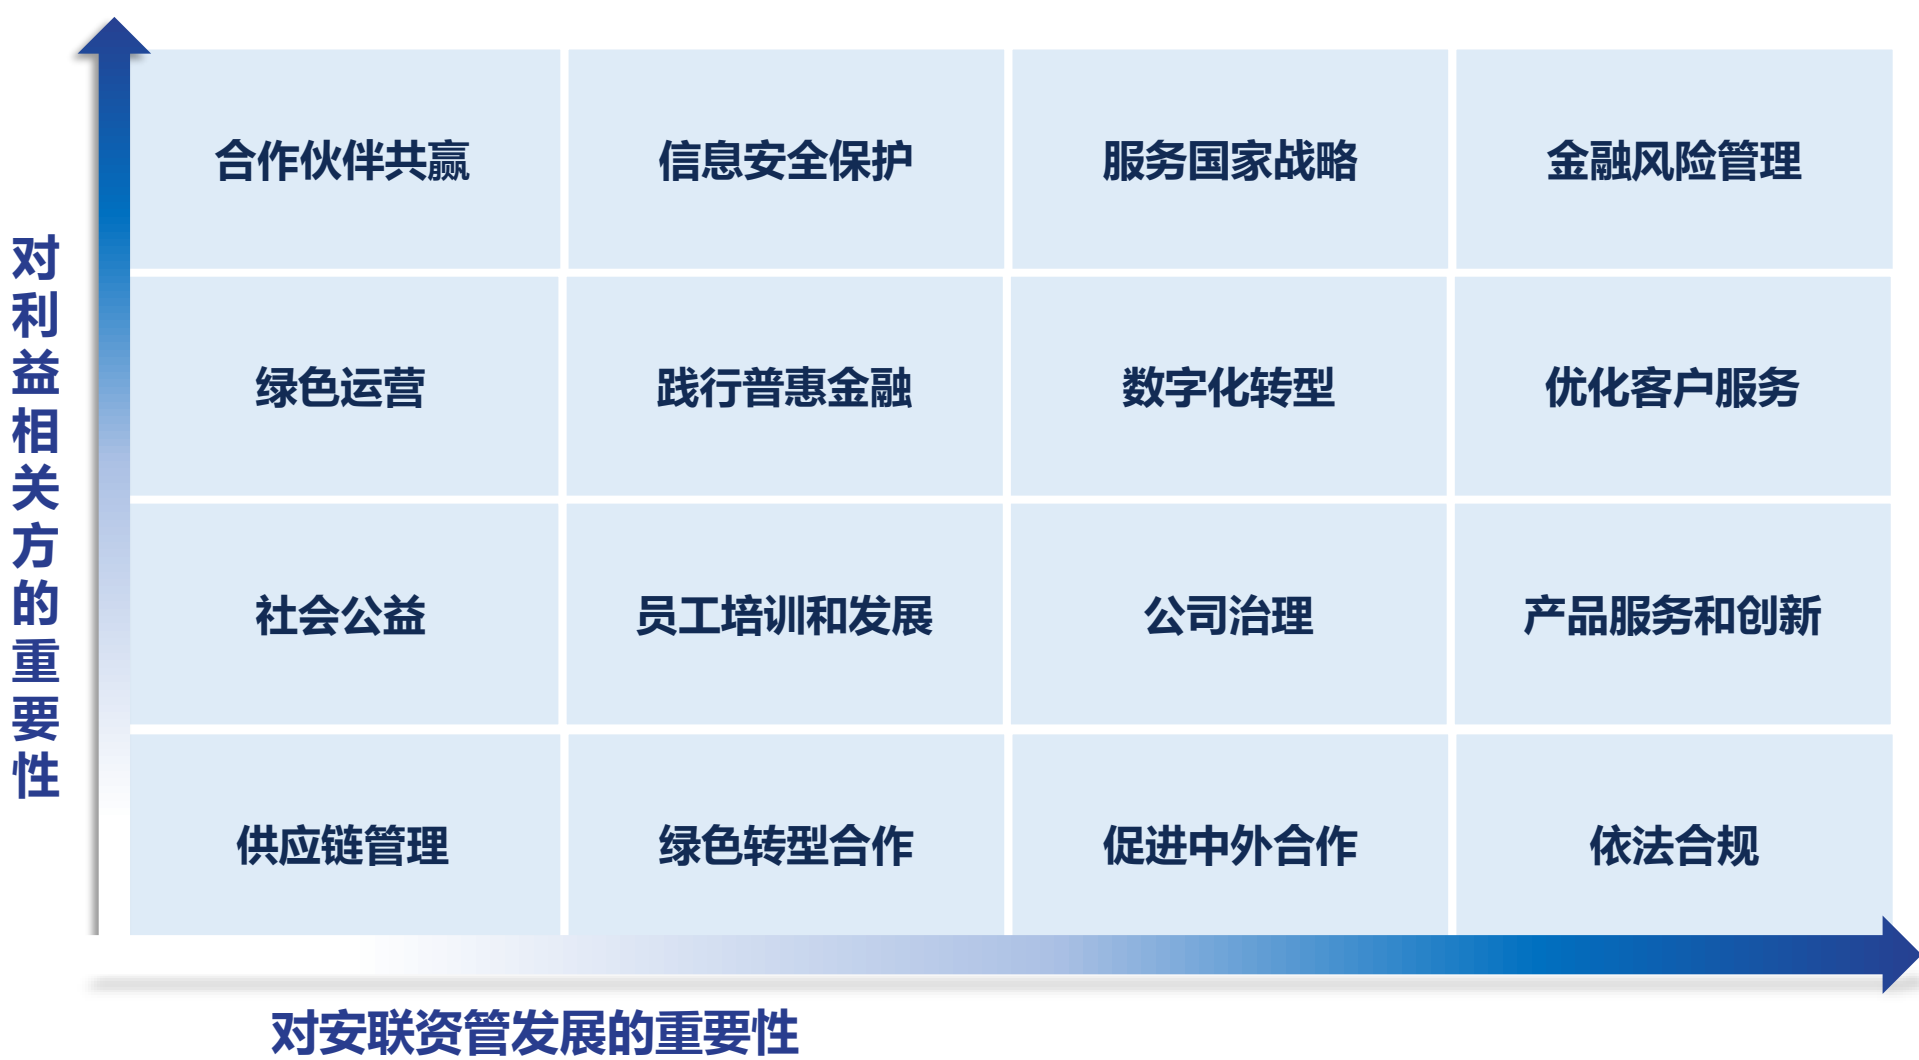 对利益相关方的重要性
合作伙伴共赢 信息安全保护 服务国家战略 金融风险管理
绿色运营 践行普惠金融 数字化转型 优化客户服务
社会公益 员工培训和发展 公司治理 产品服务和创新
供应链管理 绿色转型合作 促进中外合作 依法合规
对安联资管发展的重要性